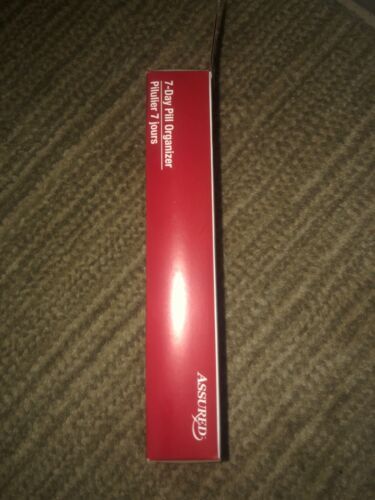 7-Day Pill Organizer
Pilulier 7 jours
ASSURED